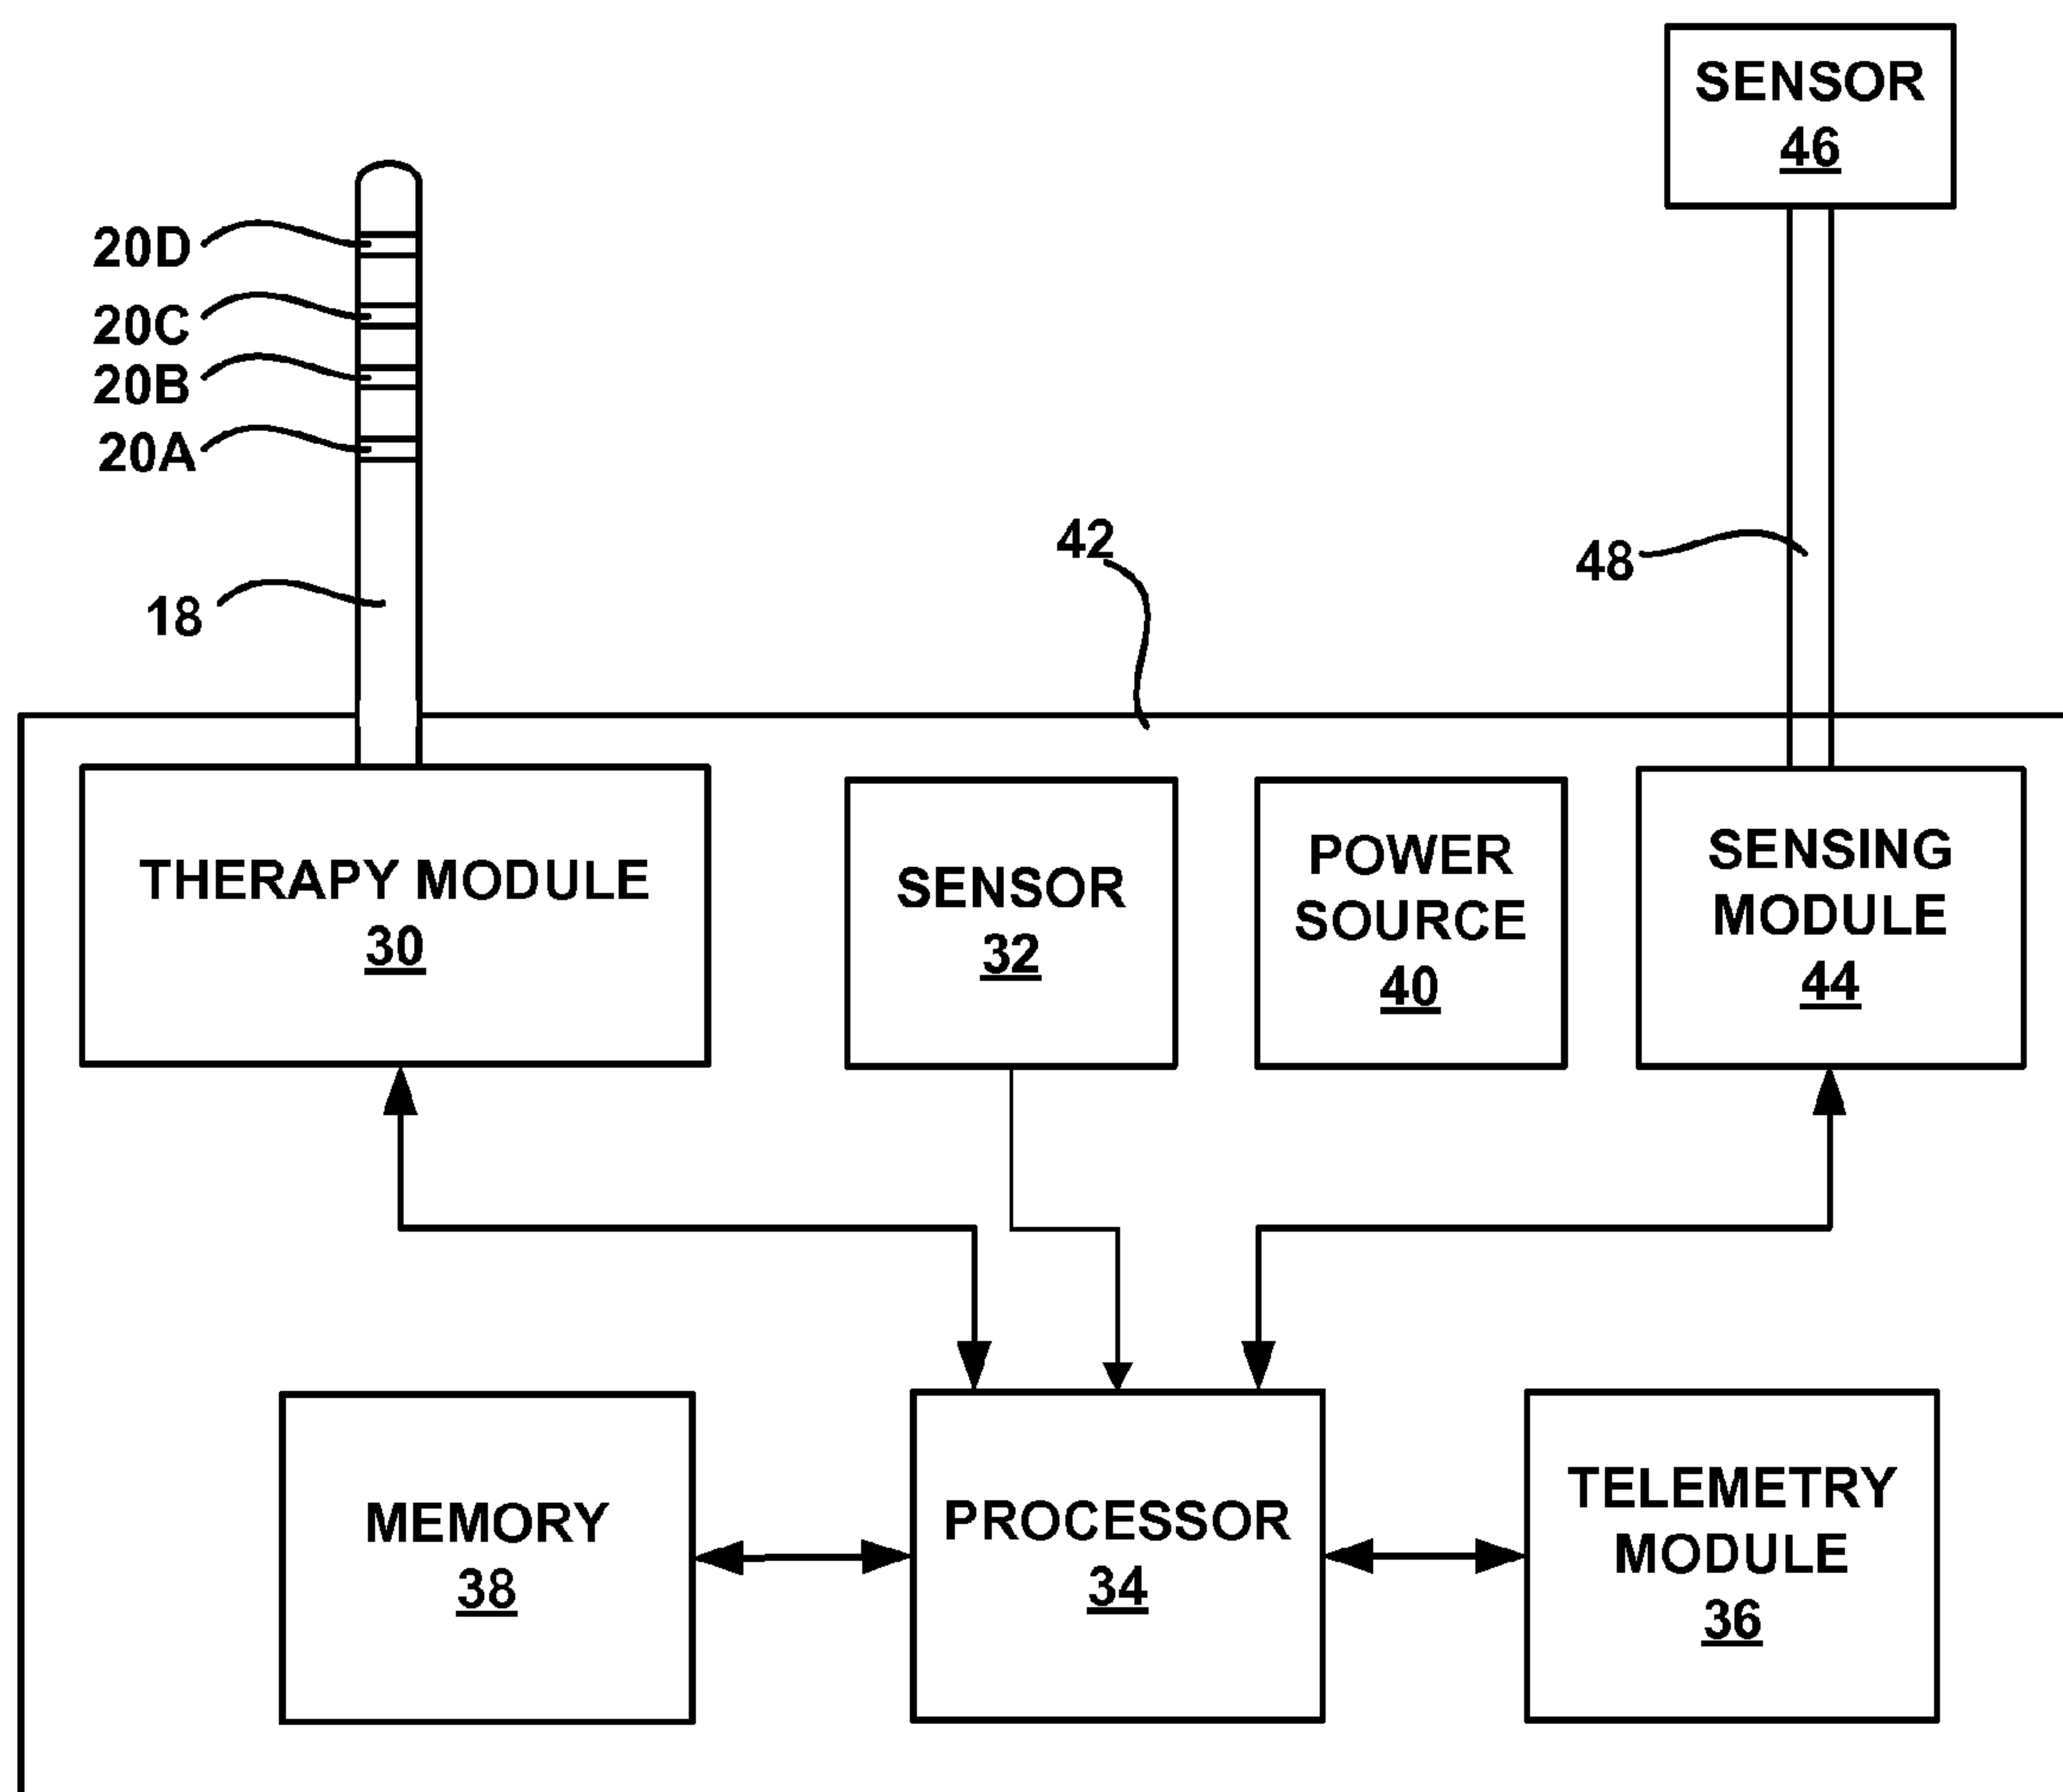 SENSOR
46
20D
20C
20B
20A
42
48
18
THERAPY MODULE
30
SENSOR
32
POWER
SOURCE
40
SENSING
MODULE
44
MEMORY
38
PROCESSOR
34
TELEMETRY
MODULE
36